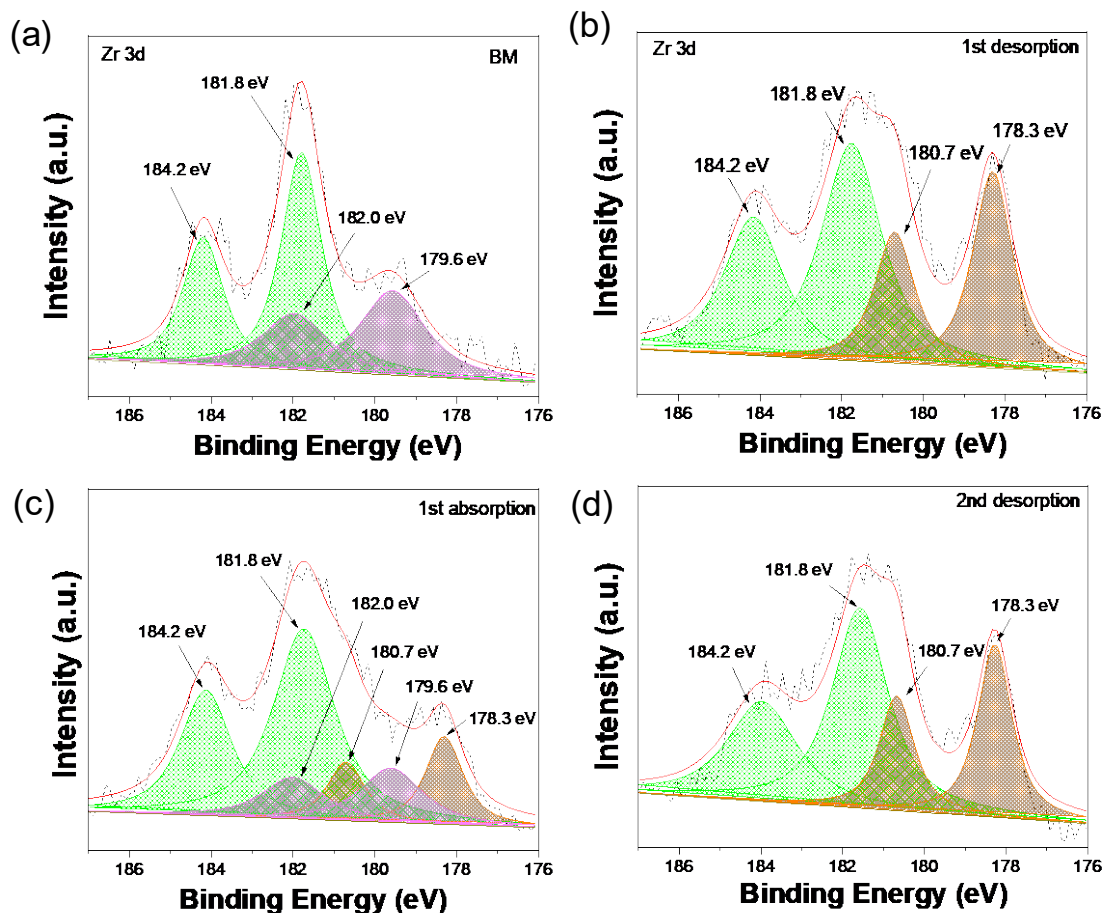 (a)
Zr 3d
BM
181.8 eV
184.2 eV
182.0 eV
179.6 eV
Intensity (a.u.)
186 184 182 180 178 176
Binding Energy (eV)
(b)
Zr 3d
1st desorption
181.8 eV
178.3 eV
184.2 eV
180.7 eV
Intensity (a.u.)
186 184 182 180 178 176
Binding Energy (eV)
(c)
1st absorption
181.8 eV
182.0 eV
184.2 eV
180.7 eV
179.6 eV
178.3 eV
Intensity (a.u.)
186 184 182 180 178 176
Binding Energy (eV)
(d)
2nd desorption
181.8 eV
178.3 eV
184.2 eV
180.7 eV
Intensity (a.u.)
186 184 182 180 178 176
Binding Energy (eV)